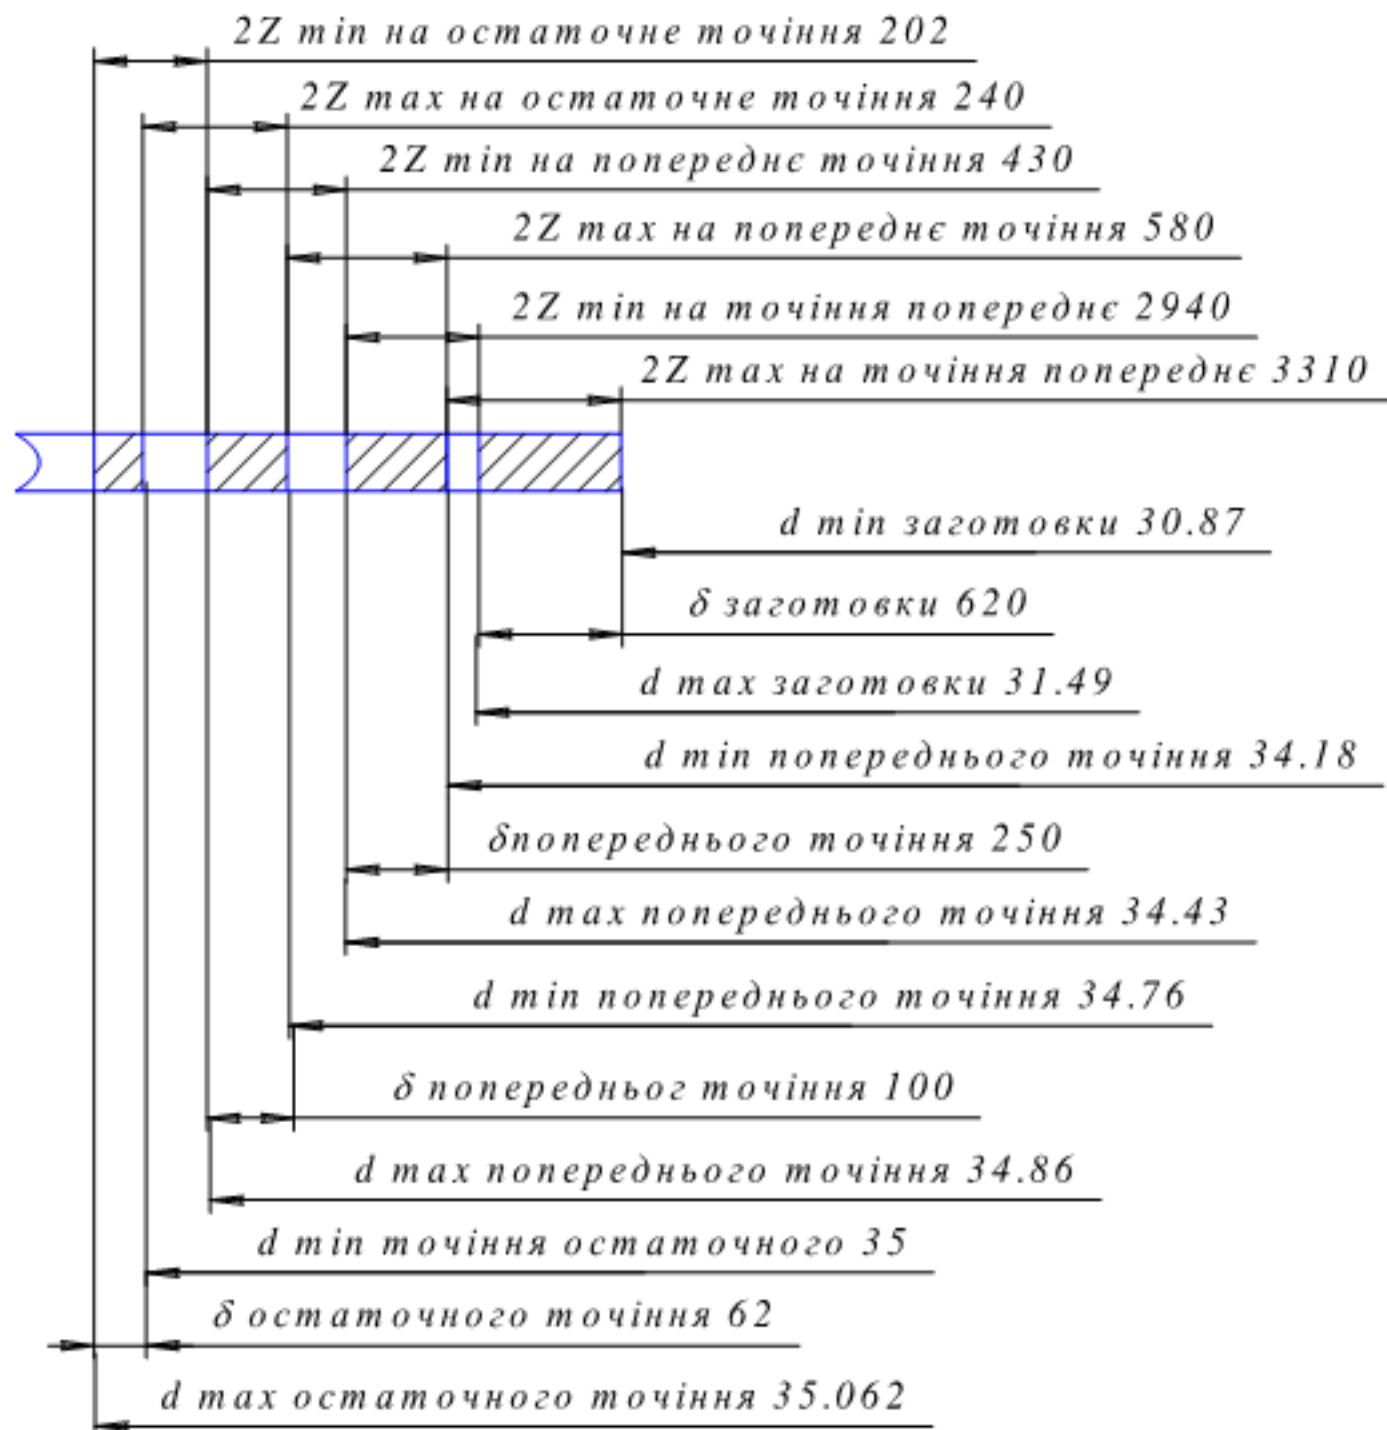 2Z min на остаточне точіння 202
2Z max на остаточне точіння 240
2Z min на попереднє точіння 430
2Z max на попереднє точіння 580
2Z min на точіння попереднє 2940
2Z max на точіння попереднє 3310
d min заготовки 30.87
δ заготовки 620
d max заготовки 31.49
d min попереднього точіння 34.18
δпопереднього точіння 250
d max попереднього точіння 34.43
d min попереднього точіння 34.76
δ попередньог точіння 100
d max попереднього точіння 34.86
d min точіння остаточного 35
δ остаточного точіння 62
d max остаточного точіння 35.062